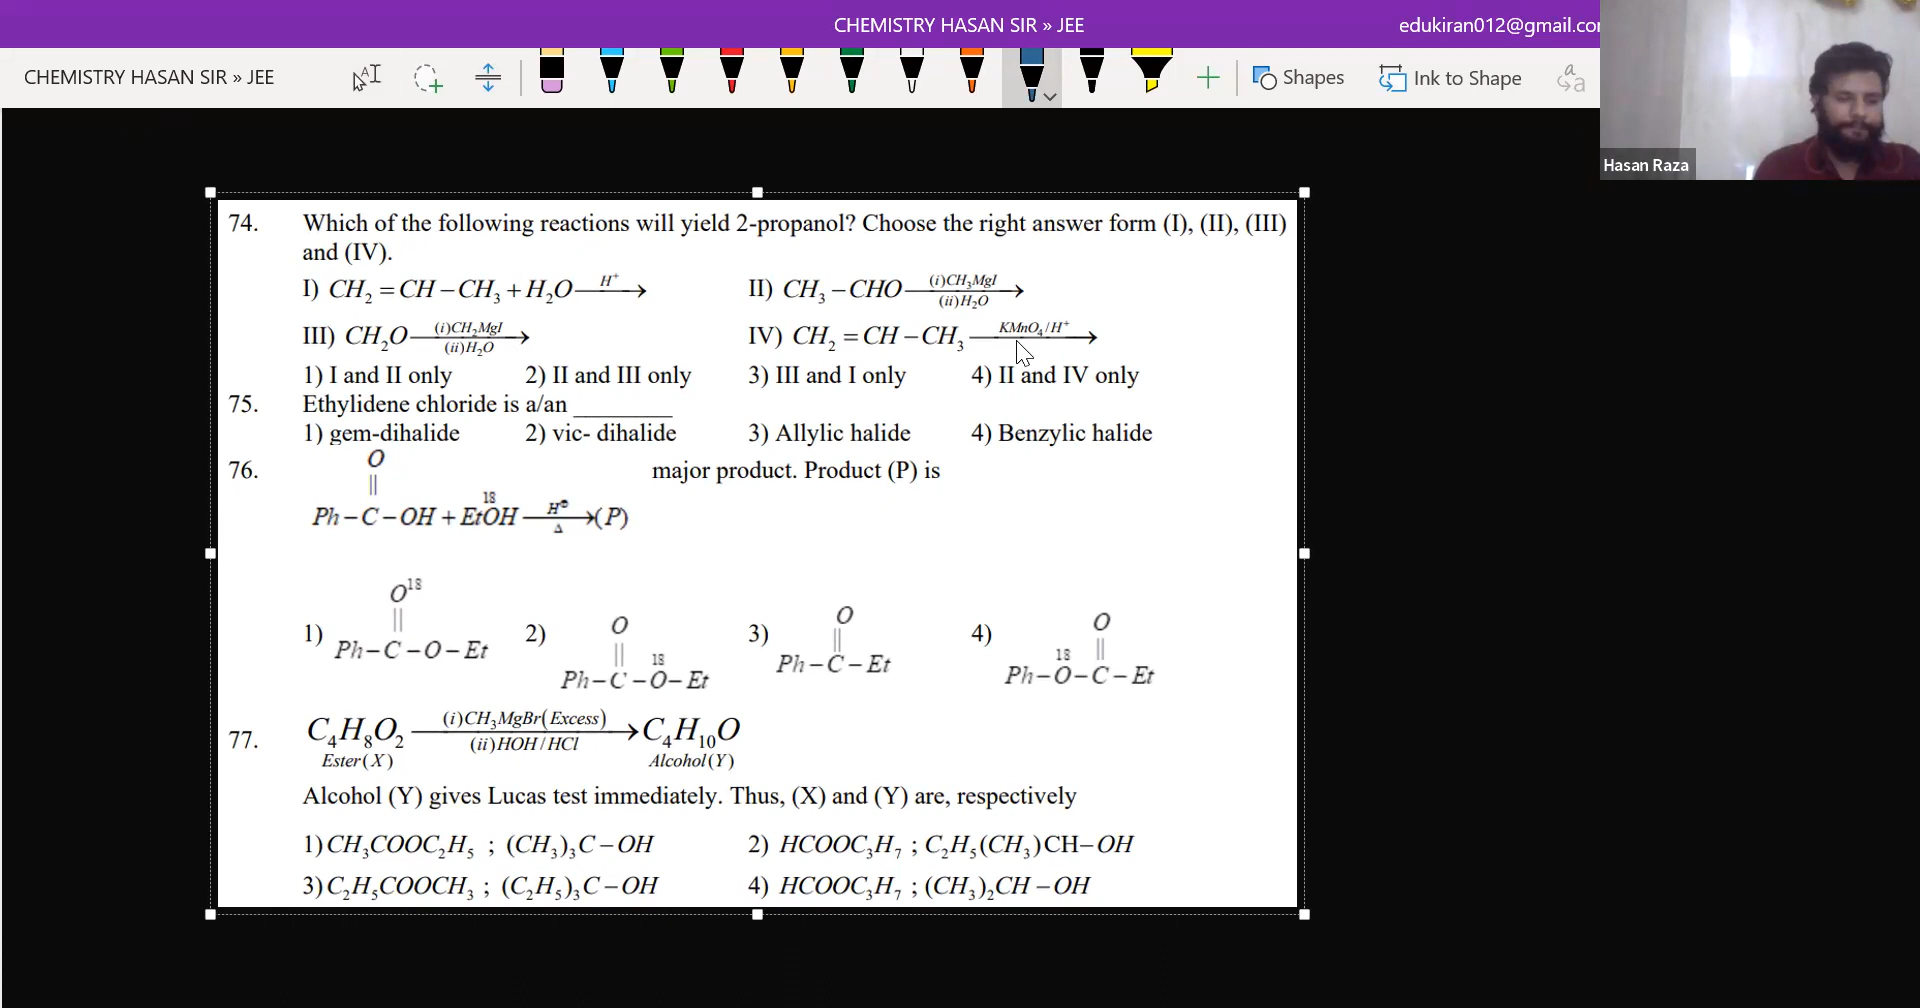 CHEMISTRY HASAN SIR » JEE
edukiran012@gmail.co
CHEMISTRY HASAN SIR » JEE
Shapes
Ink to Shape
Hasan Raza
74. Which of the following reactions will yield 2-propanol? Choose the right answer form (I), (II), (III)
and (IV).
I) CH₂ = CH – CH₃ + H₂O —H⁺→ II) CH₃ – CHO —(i)CH₃MgI (ii)H₂O→
III) CH₂O —(i)CH₂MgI (ii)H₂O→ IV) CH₂ = CH – CH₃ —KMnO₄/H⁺→
1) I and II only 2) II and III only 3) III and I only 4) II and IV only
75. Ethylidene chloride is a/an ________
1) gem-dihalide 2) vic- dihalide 3) Allylic halide 4) Benzylic halide
76. major product. Product (P) is
O
||
Ph – C – OH + Et¹⁸OH —H⊕ Δ→ (P)
O¹⁸
||
1) Ph – C – O – Et
O
||
2) Ph – C – ¹⁸O – Et
O
||
3) Ph – C – Et
O
||
4) Ph – ¹⁸O – C – Et
77. C₄H₈O₂ —(i)CH₃MgBr(Excess) (ii)HOH/HCl→ C₄H₁₀O
Ester(X) Alcohol(Y)
Alcohol (Y) gives Lucas test immediately. Thus, (X) and (Y) are, respectively
1) CH₃COOC₂H₅ ; (CH₃)₃C – OH 2) HCOOC₃H₇ ; C₂H₅(CH₃)CH– OH
3) C₂H₅COOCH₃ ; (C₂H₅)₃C – OH 4) HCOOC₃H₇ ; (CH₃)₂CH – OH